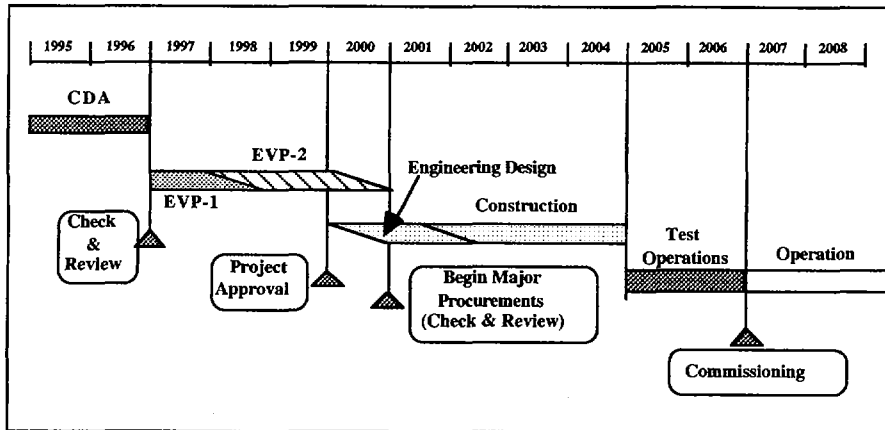 1995 1996 1997 1998 1999 2000 2001 2002 2003 2004 2005 2006 2007 2008
CDA
EVP-2
Engineering Design
EVP-1
Construction
Check
&
Review
Test
Operations
Operation
Project
Approval
Begin Major
Procurements
(Check & Review)
Commissioning